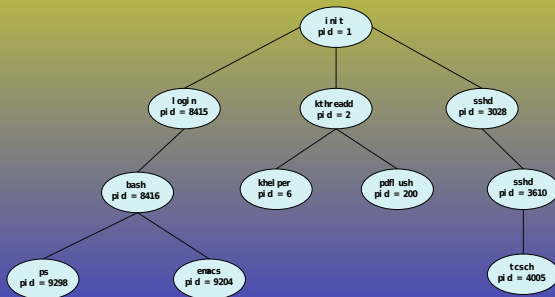 init
pid = 1
login
pid = 8415
kthreadd
pid = 2
sshd
pid = 3028
bash
pid = 8416
khelper
pid = 6
pdflush
pid = 200
sshd
pid = 3610
ps
pid = 9298
emacs
pid = 9204
tcsch
pid = 4005